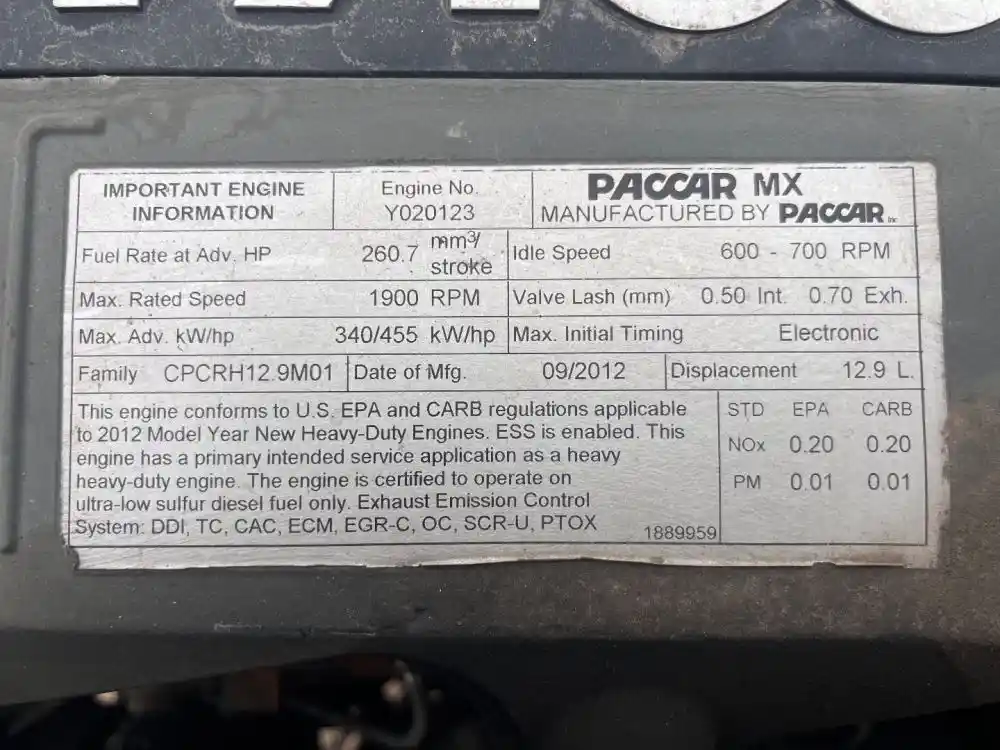 IMPORTANT ENGINE
INFORMATION
Engine No.
Y020123
PACCAR MX
MANUFACTURED BY PACCAR Inc
Fuel Rate at Adv. HP 260.7 mm³/
stroke
Idle Speed 600 - 700 RPM
Max. Rated Speed 1900 RPM
Valve Lash (mm) 0.50 Int. 0.70 Exh.
Max. Adv. kW/hp 340/455 kW/hp
Max. Initial Timing Electronic
Family CPCRH12.9M01
Date of Mfg. 09/2012
Displacement 12.9 L.
This engine conforms to U.S. EPA and CARB regulations applicable
to 2012 Model Year New Heavy-Duty Engines. ESS is enabled. This
engine has a primary intended service application as a heavy
heavy-duty engine. The engine is certified to operate on
ultra-low sulfur diesel fuel only. Exhaust Emission Control
System: DDI, TC, CAC, ECM, EGR-C, OC, SCR-U, PTOX
1889959
STD EPA CARB
NOx 0.20 0.20
PM 0.01 0.01